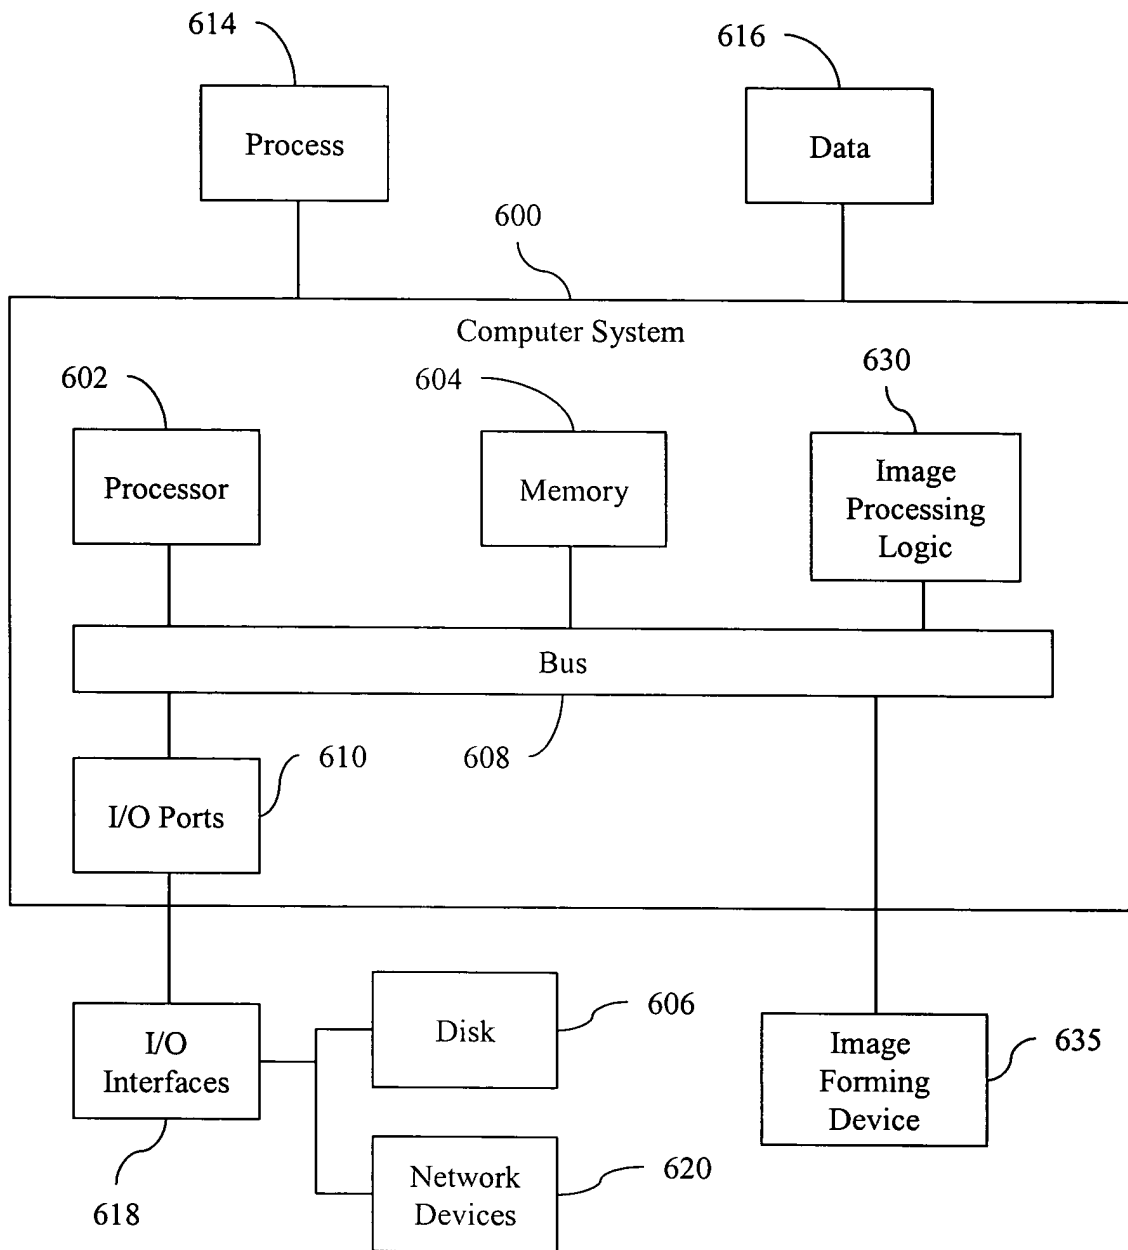 614
616
Process
Data
600
Computer System
602
604
630
Processor
Memory
Image
Processing
Logic
Bus
610
608
I/O Ports
I/O
Interfaces
Disk
606
Image
Forming
Device
635
Network
Devices
620
618